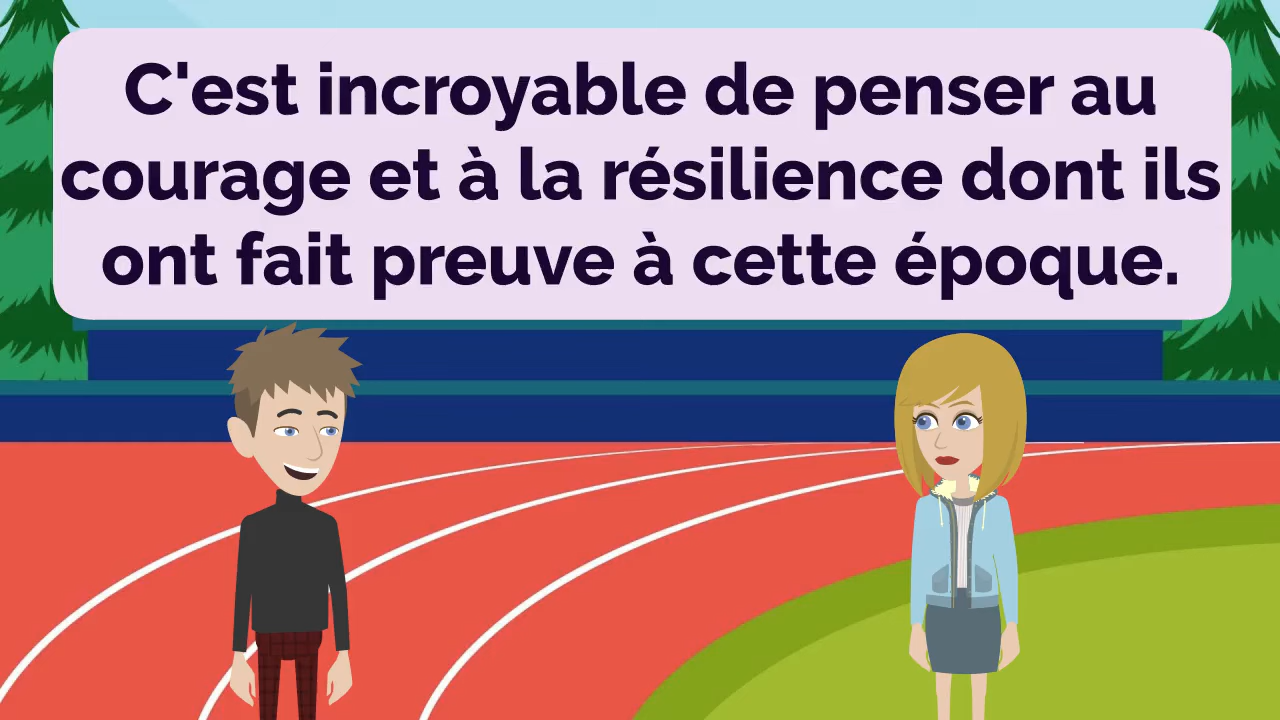 C'est incroyable de penser au
courage et à la résilience dont ils
ont fait preuve à cette époque.